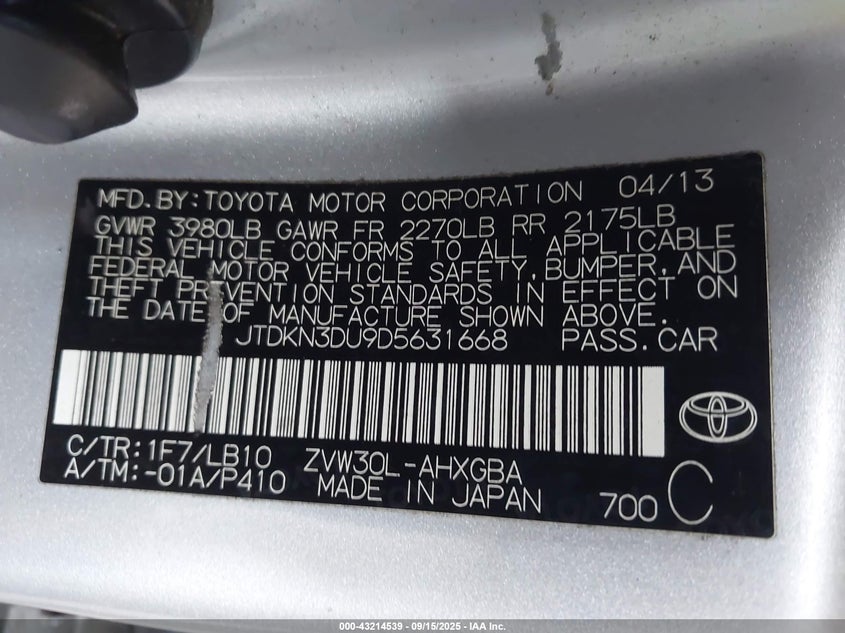 MFD.BY:TOYOTA MOTOR CORPORATION 04/13
GVWR 3980LB GAWR FR 2270LB RR 2175LB
THIS VEHICLE CONFORMS TO ALL APPLICABLE
FEDERAL MOTOR VEHICLE SAFETY,BUMPER,AND
THEFT PREVENTION STANDARDS IN EFFECT ON
THE DATE OF MANUFACTURE SHOWN ABOVE.
JTDKN3DU9D5631668 PASS.CAR
C/TR:1F7/LB10 ZVW30L-AHXGBA
A/TM:-01A/P410 MADE IN JAPAN 700 C
000-43214539 - 09/15/2025 - IAA Inc.